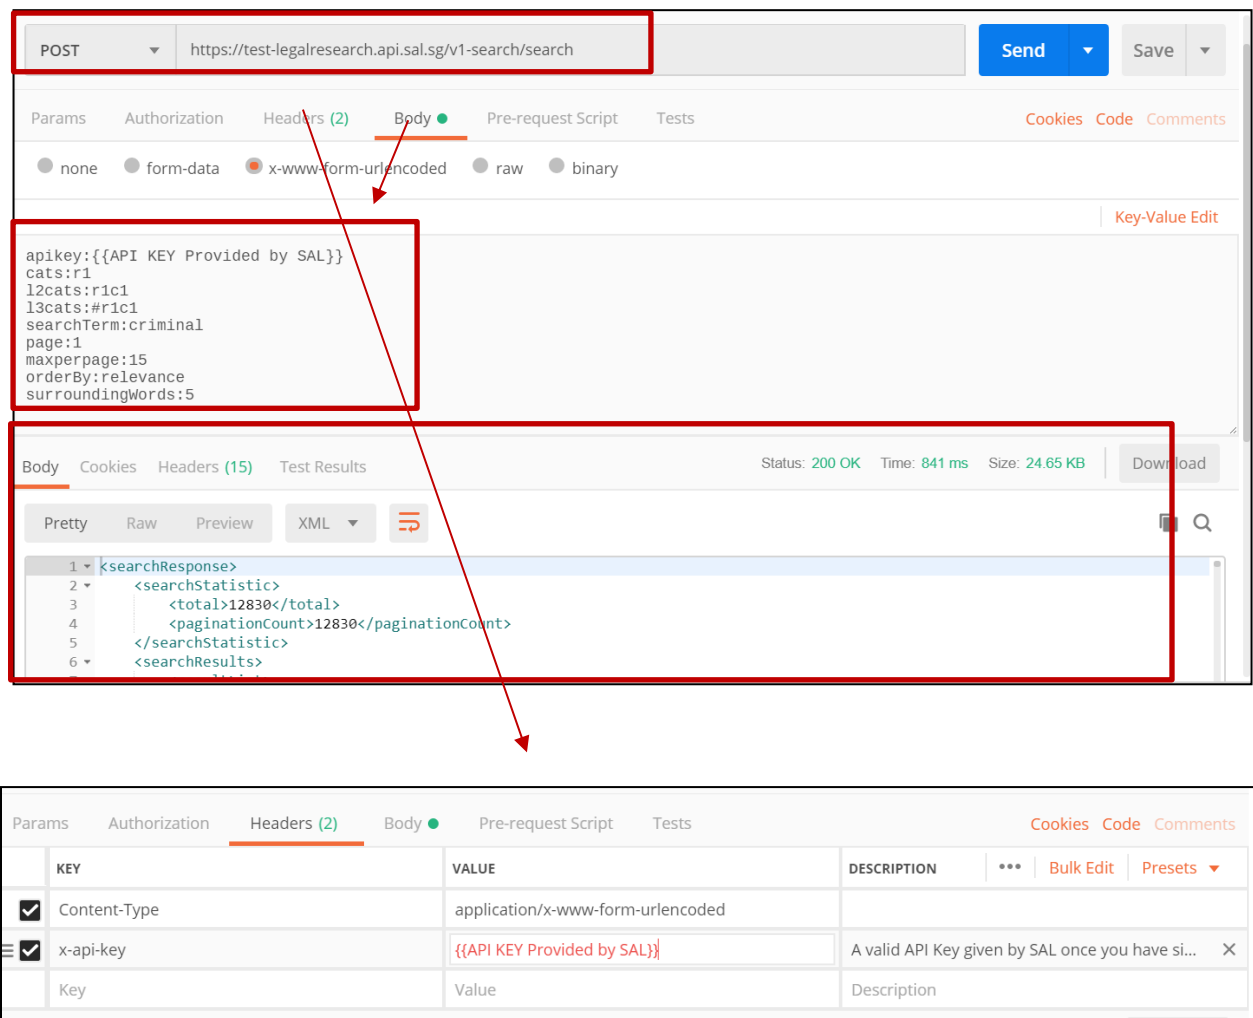 POST https://test-legalresearch.api.sal.sg/v1-search/search Send Save
Params Authorization Headers (2) Body Pre-request Script Tests Cookies Code Comments
none form-data x-www-form-urlencoded raw binary
Key-Value Edit
apikey:{{API KEY Provided by SAL}}
cats:r1
l2cats:r1c1
l3cats:#r1c1
searchTerm:criminal
page:1
maxperpage:15
orderBy:relevance
surroundingWords:5
Body Cookies Headers (15) Test Results Status: 200 OK Time: 841 ms Size: 24.65 KB Download
Pretty Raw Preview XML
1 <searchResponse>
2 <searchStatistic>
3 <total>12830</total>
4 <paginationCount>12830</paginationCount>
5 </searchStatistic>
6 <searchResults>
Params Authorization Headers (2) Body Pre-request Script Tests Cookies Code Comments
KEY VALUE DESCRIPTION ••• Bulk Edit Presets
Content-Type application/x-www-form-urlencoded
x-api-key {{API KEY Provided by SAL}} A valid API Key given by SAL once you have si...
Key Value Description